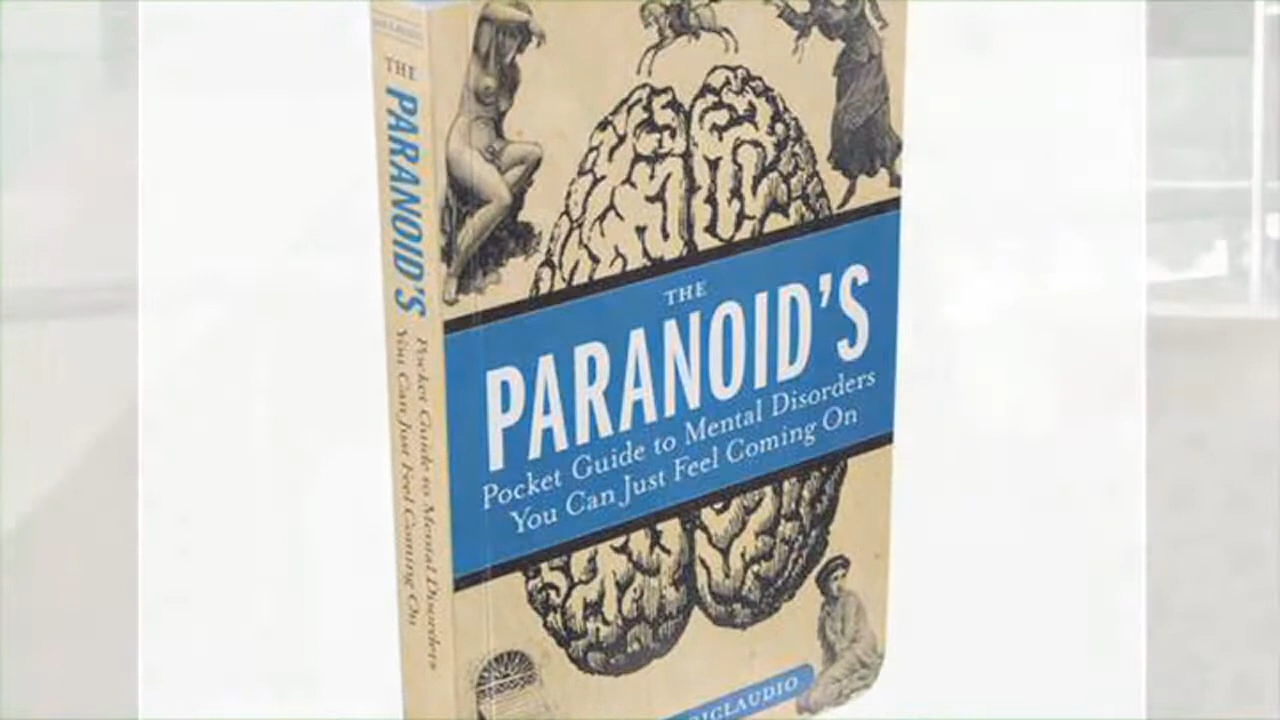 THE
PARANOID'S
Pocket Guide to Mental Disorders
You Can Just Feel Coming On
THE
PARANOID'S
Pocket Guide to Mental Disorders
You Can Just Feel Coming On